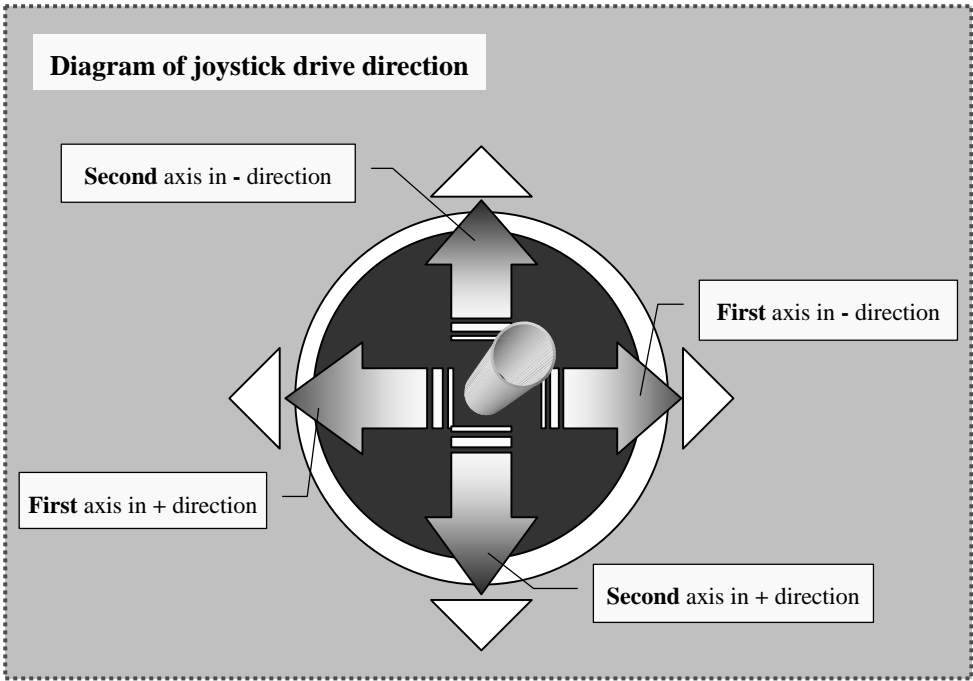 Diagram of joystick drive direction
Second axis in - direction
First axis in - direction
First axis in + direction
Second axis in + direction